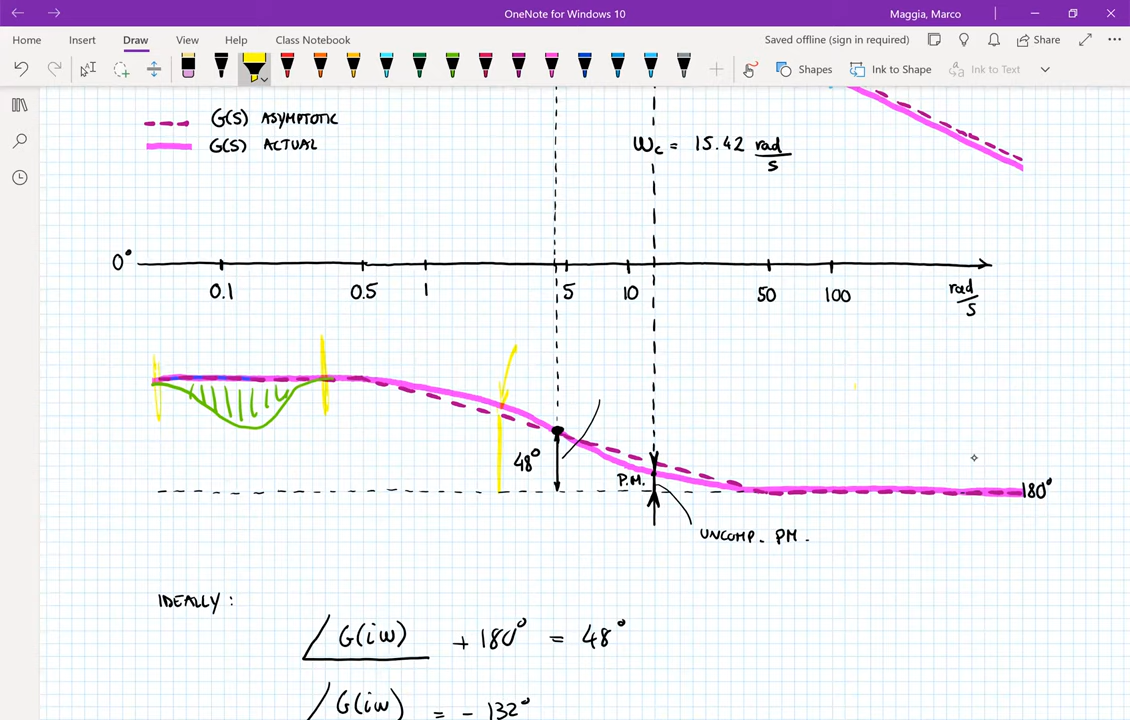 OneNote for Windows 10
Maggia, Marco
Home Insert Draw View Help Class Notebook
Saved offline (sign in required)
Share
Shapes
Ink to Shape
Ink to Text
G(S) ASYMPTOTIC
G(S) ACTUAL
ωc = 15.42 rad/s
0°
0.1 0.5 1 5 10 50 100 rad/s
48°
P.M.
180°
UNCOMP. PM.
IDEALLY:
G(iω) + 180° = 48°
G(iω) = - 132°